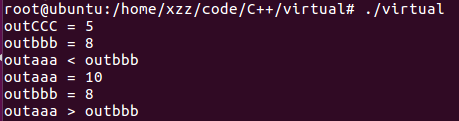 root@ubuntu:/home/xzz/code/C++/virtual# ./virtual
outCCC = 5
outbbb = 8
outaaa < outbbb
outaaa = 10
outbbb = 8
outaaa > outbbb